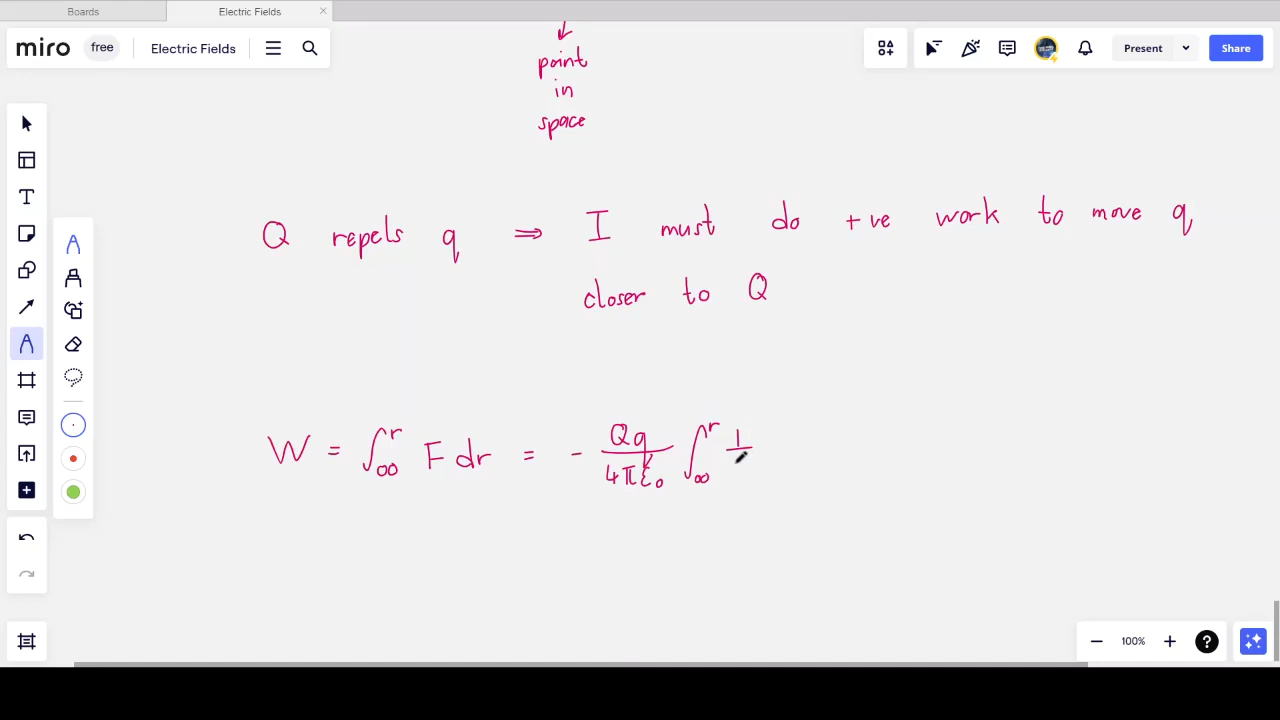 Boards
Electric Fields
miro free Electric Fields
Present
Share
point
in
space
Q repels q ⇒ I must do +ve work to move q
closer to Q
W = ∫∞^r F dr = - Qq/4πε₀ ∫∞^r 1/
100%